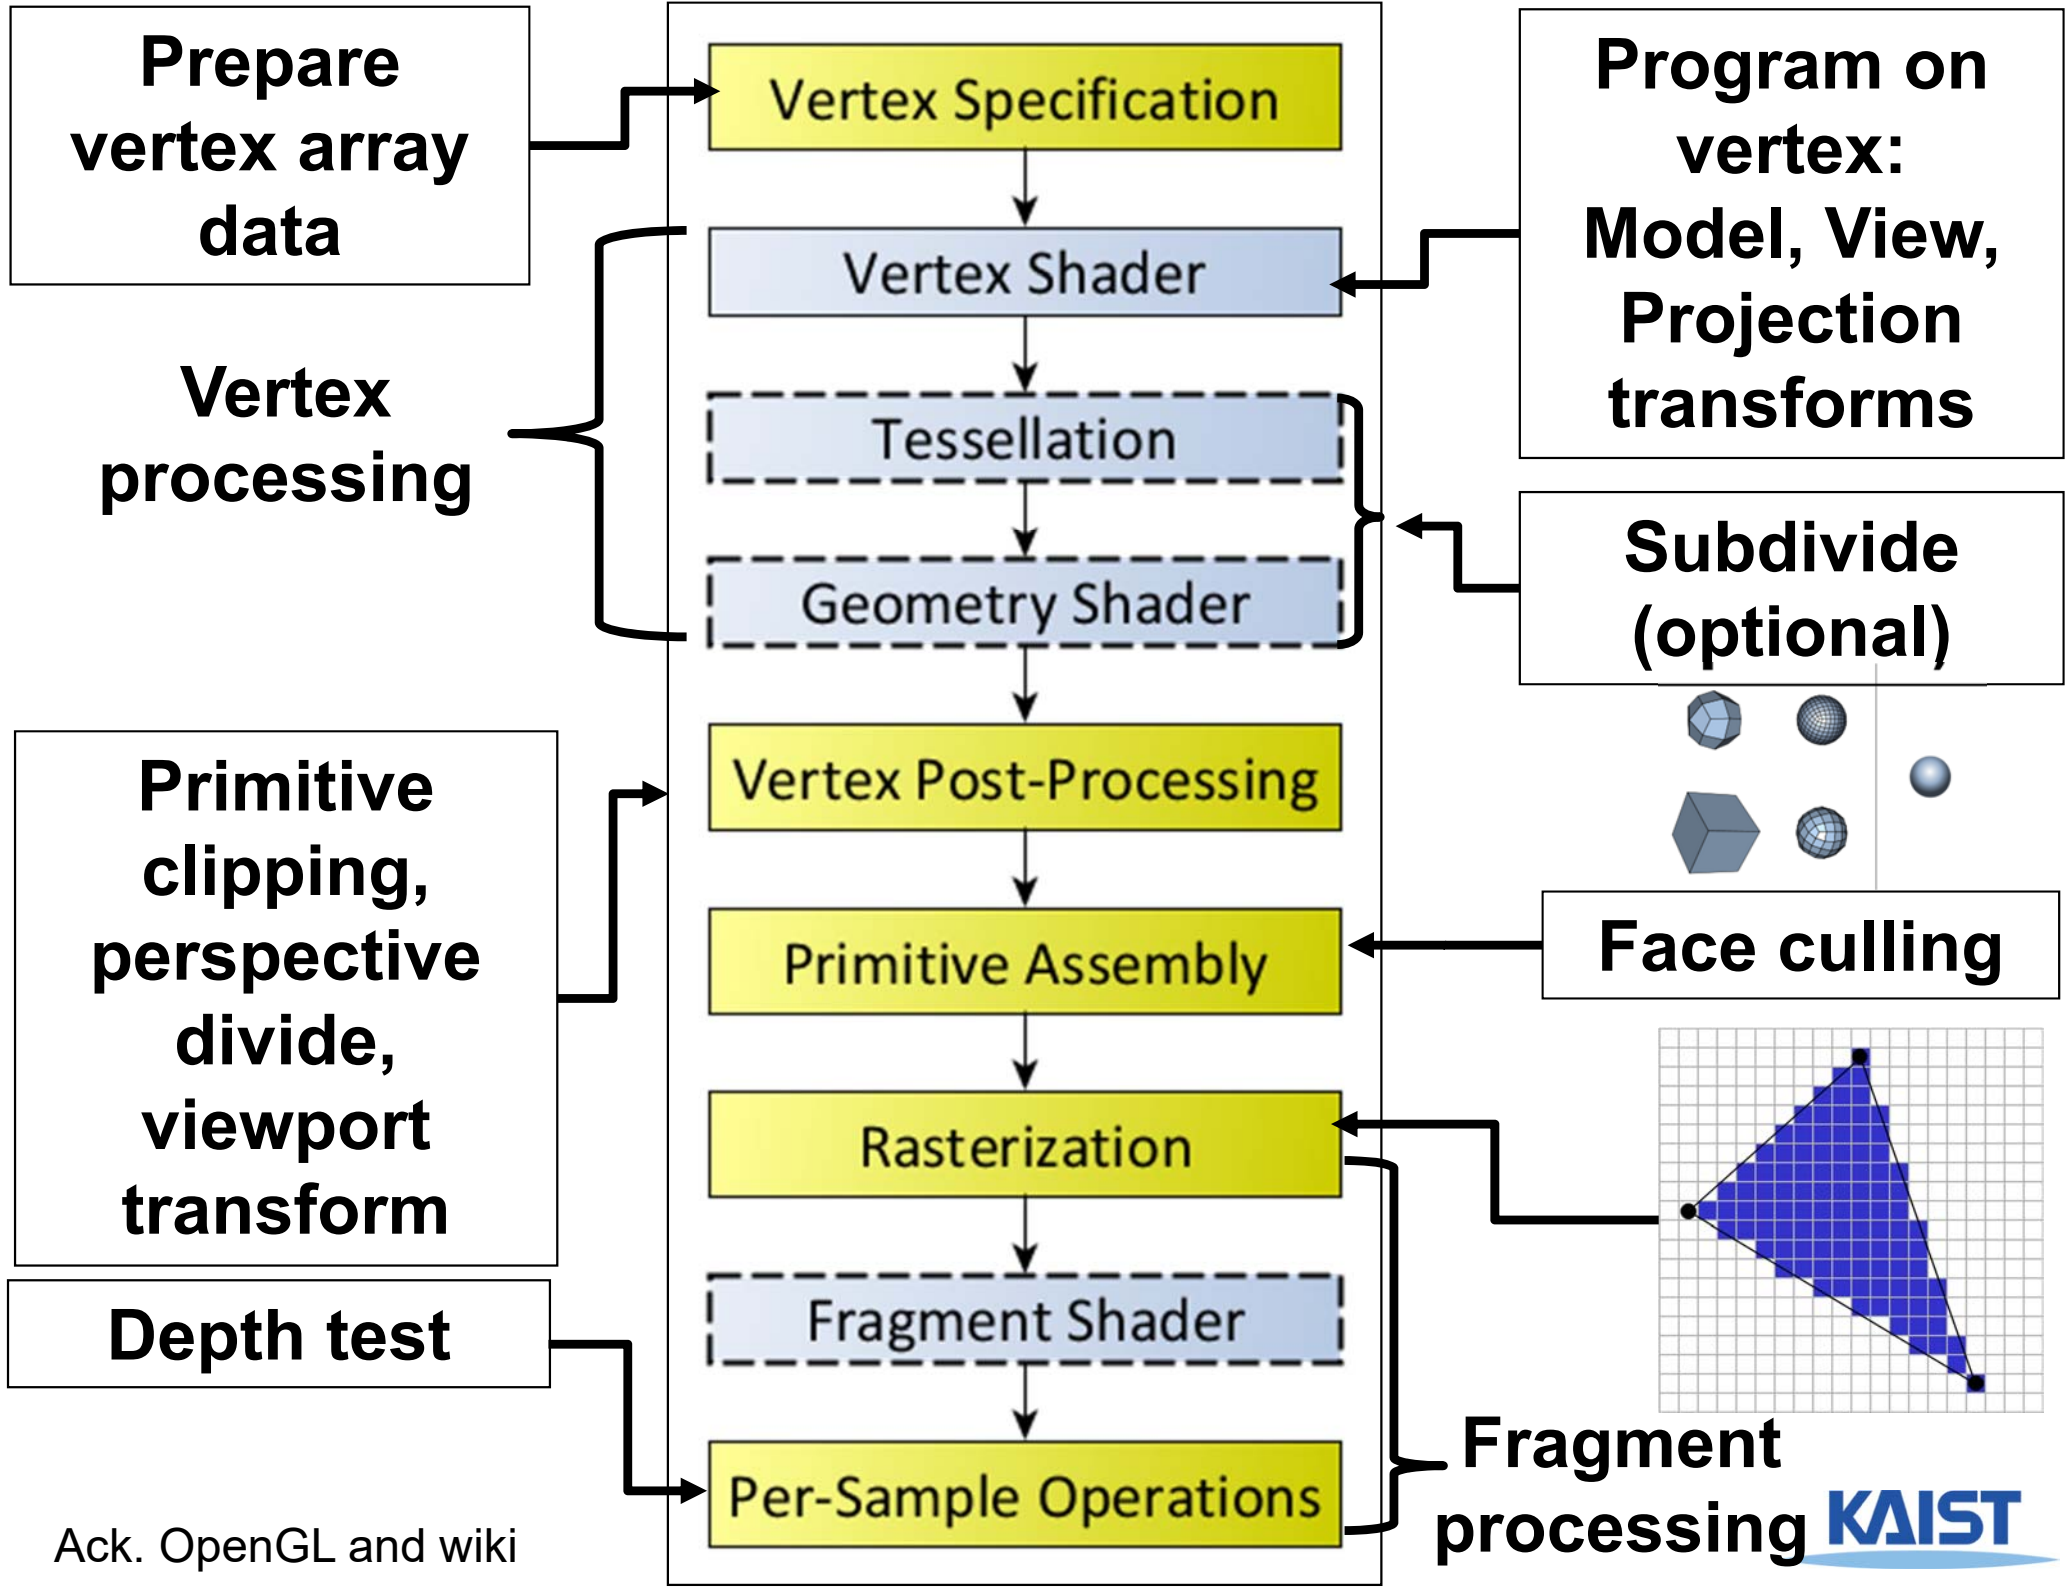 Prepare
vertex array
data
Vertex
processing
Primitive
clipping,
perspective
divide,
viewport
transform
Depth test
Ack. OpenGL and wiki
Vertex Specification
Vertex Shader
Tessellation
Geometry Shader
Vertex Post-Processing
Primitive Assembly
Rasterization
Fragment Shader
Per-Sample Operations
Program on
vertex:
Model, View,
Projection
transforms
Subdivide
(optional)
Face culling
Fragment
processing
KAIST